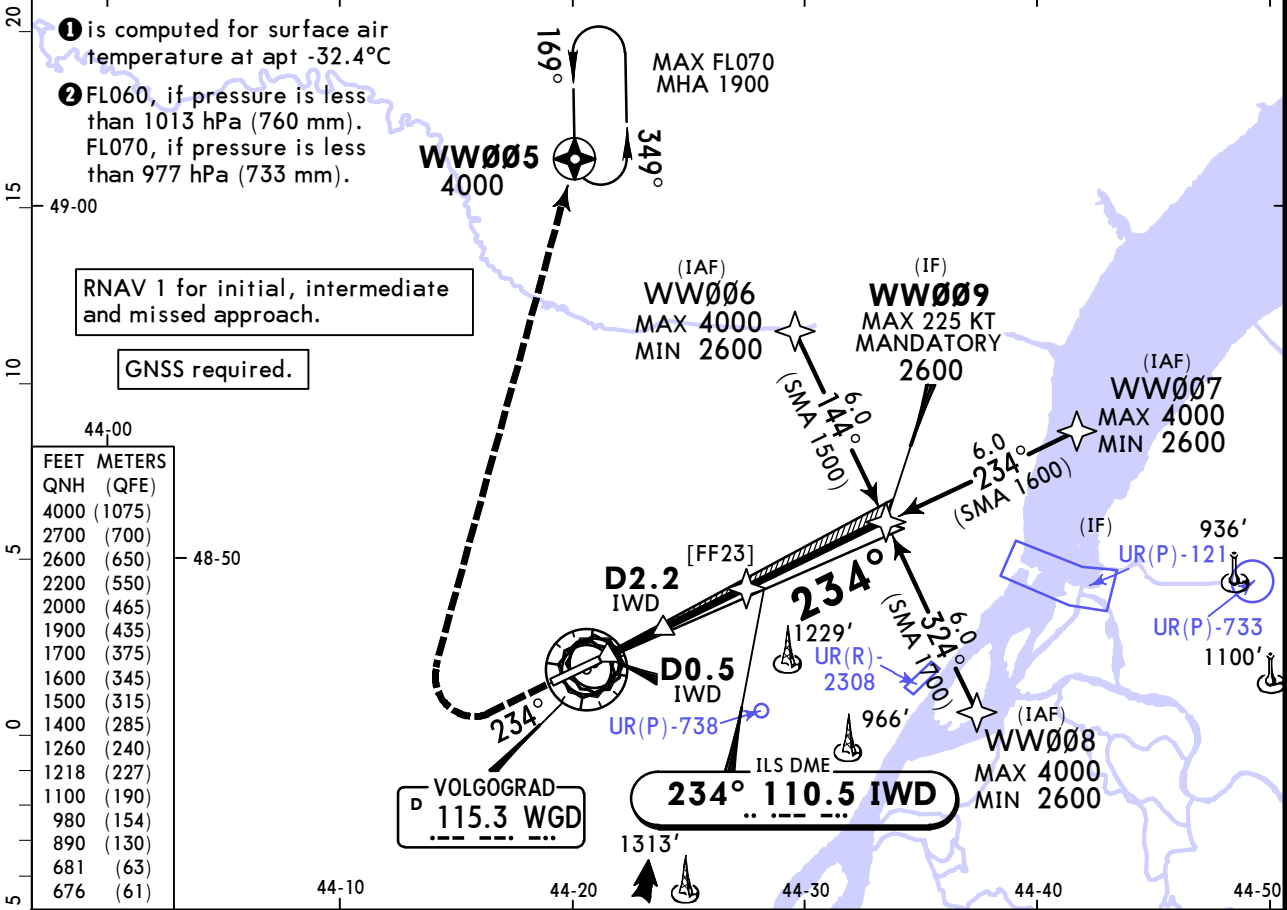 20
15
10
5
0
5
❶ is computed for surface air
temperature at apt -32.4°C
❷ FL060, if pressure is less
than 1013 hPa (760 mm).
FL070, if pressure is less
than 977 hPa (733 mm).
169°
349°
MAX FL070
MHA 1900
WWØØ5
4000
49-00
RNAV 1 for initial, intermediate
and missed approach.
GNSS required.
(IAF)
WWØØ6
MAX 4000
MIN 2600
(IF)
WWØØ9
MAX 225 KT
MANDATORY
2600
(IAF)
WWØØ7
MAX 4000
MIN 2600
6.0
144°
(SMA 1500)
6.0
234°
(SMA 1600)
44-00
FEET METERS
QNH (QFE)
4000 (1075)
2700 (700)
2600 (650)
2200 (550)
2000 (465)
1900 (435)
1700 (375)
1600 (345)
1500 (315)
1400 (285)
1260 (240)
1218 (227)
1100 (190)
980 (154)
890 (130)
681 (63)
676 (61)
48-50
[FF23]
D2.2
IWD
234°
D0.5
IWD
234°
(IF)
UR(P)-121
936'
UR(P)-733
1100'
6.0
324°
(SMA 1700)
1229'
UR(R)-
2308
UR(P)-738
966'
(IAF)
WWØØ8
MAX 4000
MIN 2600
VOLGOGRAD
D 115.3 WGD
ILS DME
234° 110.5 IWD
1313'
44-10
44-20
44-30
44-40
44-50